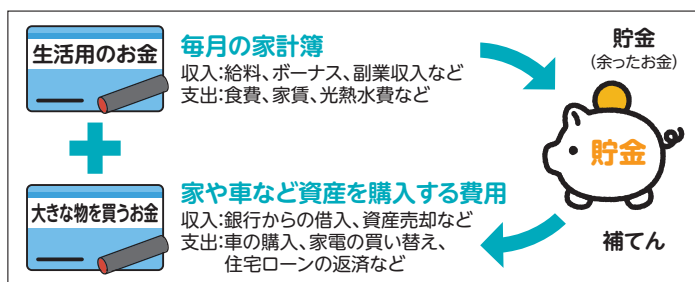 生活用のお金
毎月の家計簿
収入:給料、ボーナス、副業収入など
支出:食費、家賃、光熱水費など
貯金
(余ったお金)
貯金
大きな物を買うお金
家や車など資産を購入する費用
収入:銀行からの借入、資産売却など
支出:車の購入、家電の買い替え、
住宅ローンの返済など
補てん